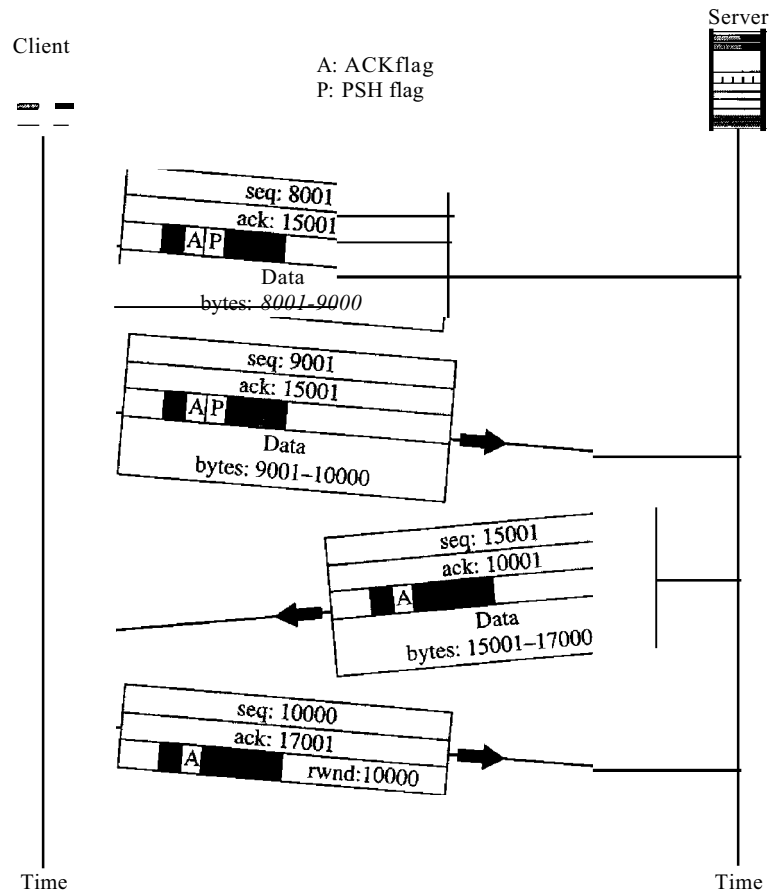 Server
Client
A: ACKflag
P: PSH flag
seq: 8001
ack: 15001
A P
Data
bytes: 8001-9000
seq: 9001
ack: 15001
A P
Data
bytes: 9001–10000
seq: 15001
ack: 10001
A
Data
bytes: 15001–17000
seq: 10000
ack: 17001
A rwnd:10000
Time Time